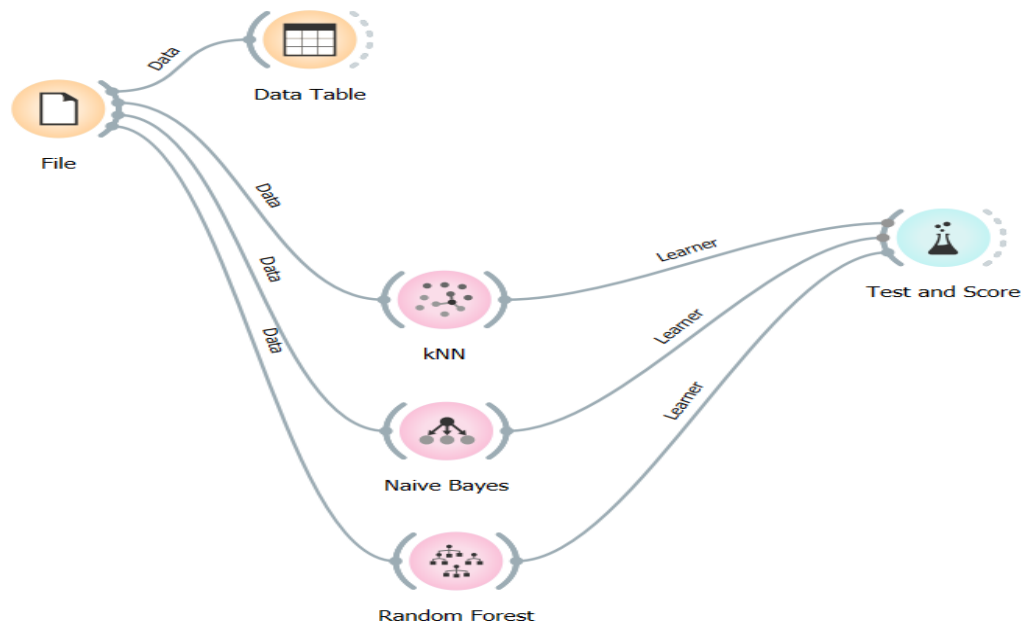 Data
Data Table
File
Data
Learner
Test and Score
Data
Learner
kNN
Data
Learner
Naive Bayes
Random Forest